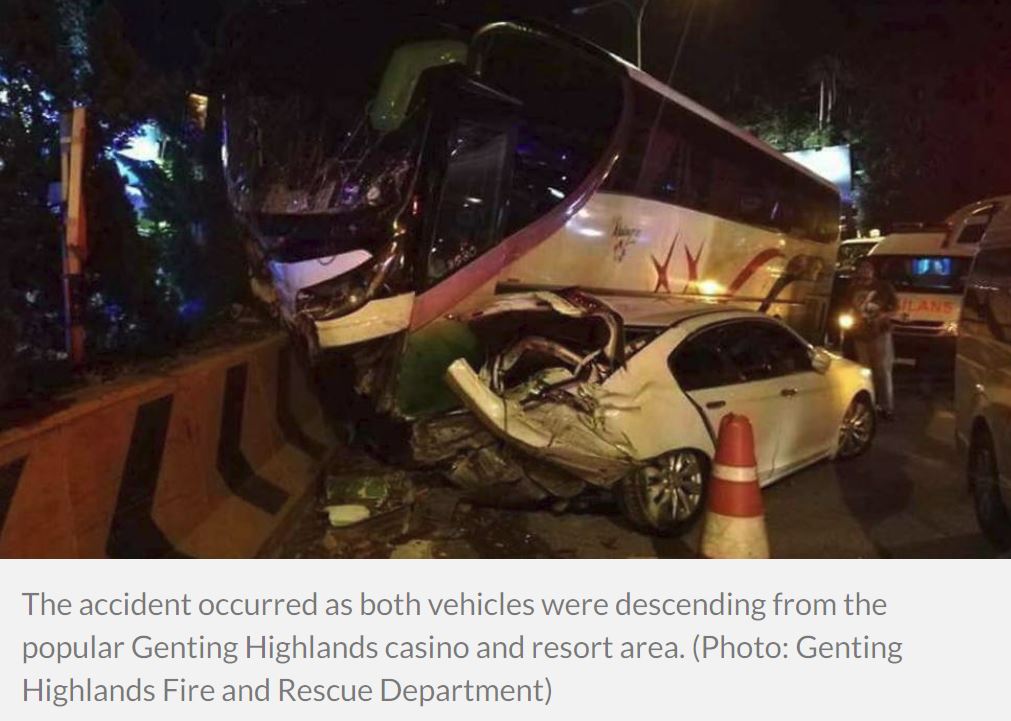 ULANS
The accident occurred as both vehicles were descending from the
popular Genting Highlands casino and resort area. (Photo: Genting
Highlands Fire and Rescue Department)